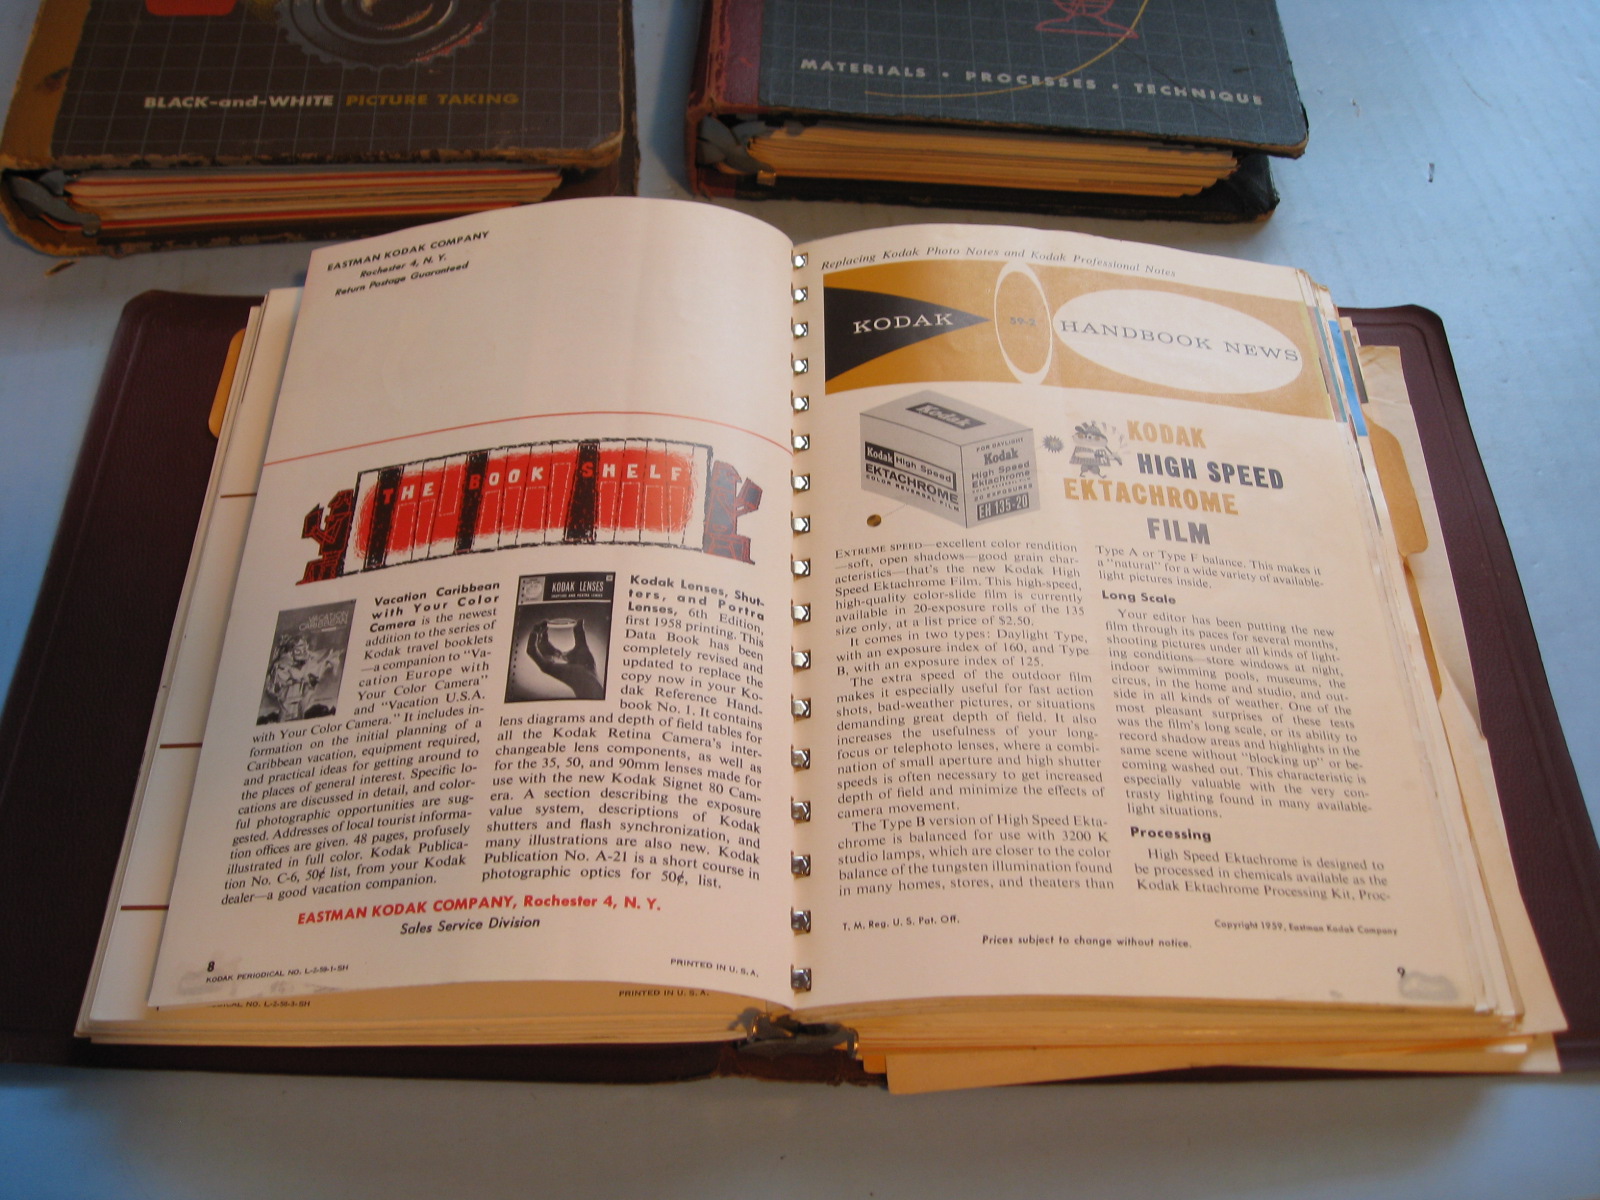 BLACK-and-WHITE PICTURE TAKING
MATERIALS • PROCESSES • TECHNIQUE
EASTMAN KODAK COMPANY
Rochester 4, N. Y.
Return Postage Guaranteed
THE BOOK SHELF
VACATION
CARIBBEAN
Vacation Caribbean
with Your Color
Camera is the newest
addition to the series of
Kodak travel booklets
—a companion to "Va-
cation Europe with
Your Color Camera"
and "Vacation U.S.A.
with Your Color Camera." It includes in-
formation on the initial planning of a
Caribbean vacation, equipment required,
and practical ideas for getting around to
the places of general interest. Specific lo-
cations are discussed in detail, and color-
ful photographic opportunities are sug-
gested. Addresses of local tourist informa-
tion offices are given. 48 pages, profusely
illustrated in full color. Kodak Publica-
tion No. C-6, 50¢ list, from your Kodak
dealer—a good vacation companion.
KODAK LENSES
Kodak Lenses, Shut-
ters, and Portra
Lenses, 6th Edition,
first 1958 printing. This
Data Book has been
completely revised and
updated to replace the
copy now in your Ko-
dak Reference Hand-
book No. 1. It contains
lens diagrams and depth of field tables for
all the Kodak Retina Camera's inter-
changeable lens components, as well as
for the 35, 50, and 90mm lenses made for
use with the new Kodak Signet 80 Cam-
era. A section describing the exposure
value system, descriptions of Kodak
shutters and flash synchronization, and
many illustrations are also new. Kodak
Publication No. A-21 is a short course in
photographic optics for 50¢, list.
EASTMAN KODAK COMPANY, Rochester 4, N. Y.
Sales Service Division
8
KODAK PERIODICAL NO. L-2-59-1-SH
PRINTED IN U. S. A.
PRINTED IN U. S. A.
Replacing Kodak Photo Notes and Kodak Professional Notes
KODAK
59-2
HANDBOOK NEWS
Kodak
Kodak High Speed
EKTACHROME
COLOR REVERSAL FILM
FOR DAYLIGHT
Kodak
High Speed
Ektachrome
20 EXPOSURES
EH 135-20
KODAK
HIGH SPEED
EKTACHROME
FILM
EXTREME SPEED—excellent color rendition
—soft, open shadows—good grain char-
acteristics—that's the new Kodak High
Speed Ektachrome Film. This high-speed,
high-quality color-slide film is currently
available in 20-exposure rolls of the 135
size only, at a list price of $2.50.
It comes in two types: Daylight Type,
with an exposure index of 160, and Type
B, with an exposure index of 125.
The extra speed of the outdoor film
makes it especially useful for fast action
shots, bad-weather pictures, or situations
demanding great depth of field. It also
increases the usefulness of your long-
focus or telephoto lenses, where a combi-
nation of small aperture and high shutter
speeds is often necessary to get increased
depth of field and minimize the effects of
camera movement.
The Type B version of High Speed Ekta-
chrome is balanced for use with 3200 K
studio lamps, which are closer to the color
balance of the tungsten illumination found
in many homes, stores, and theaters than
Type A or Type F balance. This makes it
a "natural" for a wide variety of available-
light pictures inside.
Long Scale
Your editor has been putting the new
film through its paces for several months,
shooting pictures under all kinds of light-
ing conditions—store windows at night,
indoor swimming pools, museums, the
circus, in the home and studio, and out-
side in all kinds of weather. One of the
most pleasant surprises of these tests
was the film's long scale, or its ability to
record shadow areas and highlights in the
same scene without "blocking up" or be-
coming washed out. This characteristic is
especially valuable with the very con-
trasty lighting found in many available-
light situations.
Processing
High Speed Ektachrome is designed to
be processed in chemicals available as the
Kodak Ektachrome Processing Kit, Proc-
T. M. Reg. U. S. Pat. Off.
Copyright 1959, Eastman Kodak Company
Prices subject to change without notice.
9